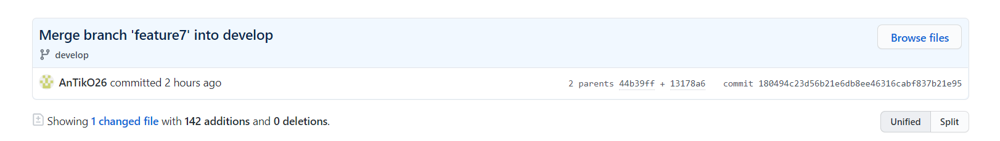 Merge branch 'feature7' into develop
Browse files
develop
AnTikO26 committed 2 hours ago
2 parents 44b39ff + 13178a6 commit 180494c23d56b21e6db8ee46316cabf837b21e95
Showing 1 changed file with 142 additions and 0 deletions.
Unified Split